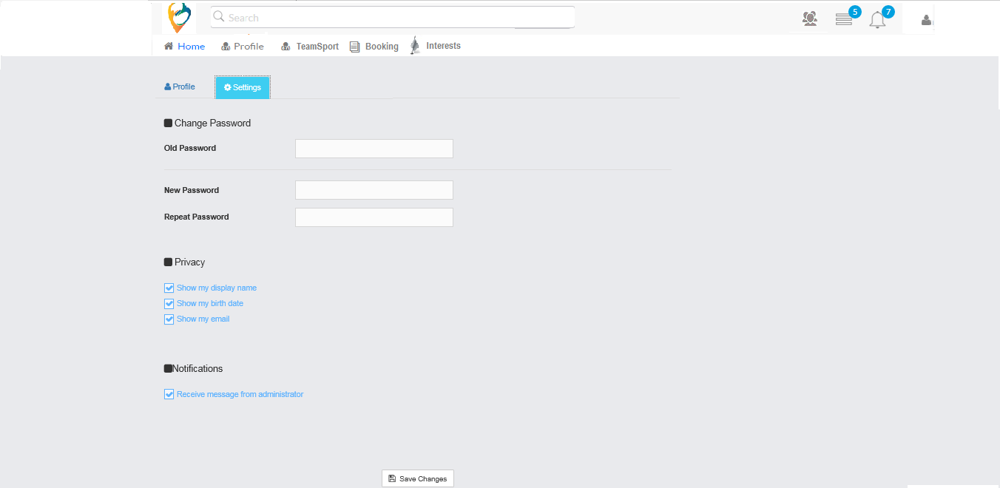 Search
5
7
Home Profile TeamSport Booking Interests
Profile Settings
Change Password
Old Password
New Password
Repeat Password
Privacy
Show my display name
Show my birth date
Show my email
Notifications
Receive message from administrator
Save Changes